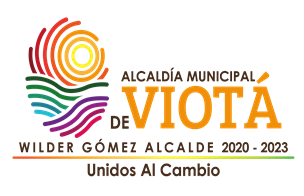 ALCALDÍA MUNICIPAL
DE VIOTÁ
WILDER GÓMEZ ALCALDE 2020 - 2023
Unidos Al Cambio